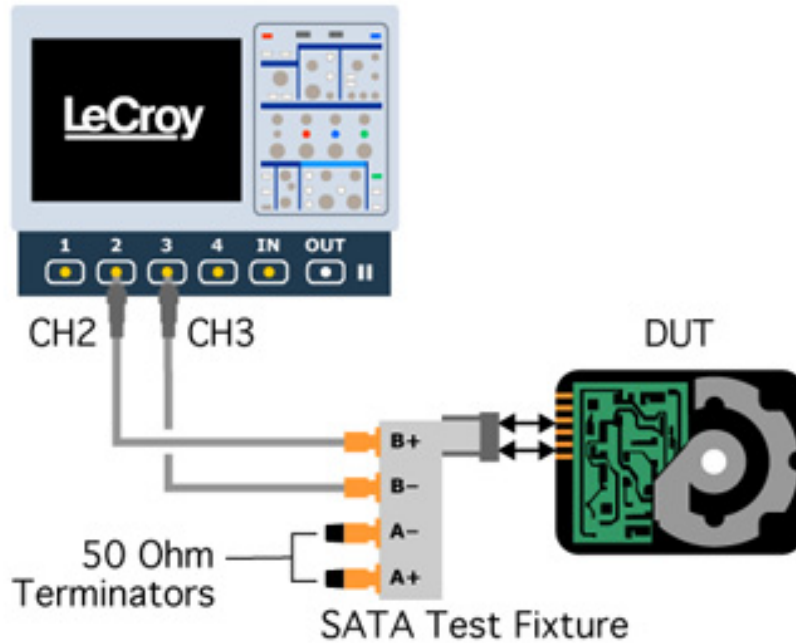 LeCroy
1 2 3 4 IN OUT
CH2 CH3
DUT
B+
B-
A-
A+
50 Ohm
Terminators
SATA Test Fixture